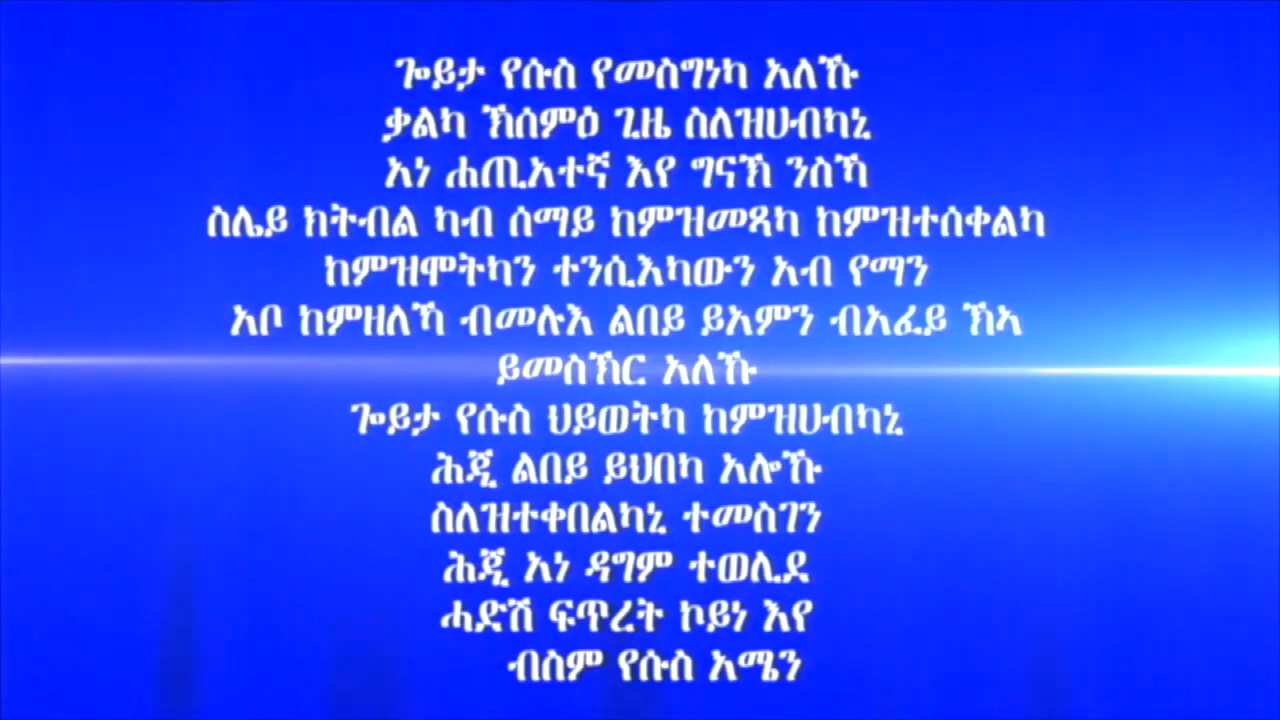 ጐይታ የሱስ የመስግነካ አለኹ
ቃልካ ኽሰምዕ ጊዜ ስለዝሀብካኒ
አነ ሐጢአተኛ እየ ግናኽ ንስኻ
ስሌይ ክትብል ካብ ሰማይ ከምዝመጻካ ከምዝተሰቀልካ
ከምዝሞትካን ተንሲእካውን አብ የማን
አቦ ከምዘለኻ ብመሉእ ልበይ ይአምን ብአፈይ ኽኣ
ይመስኽር አለኹ
ጐይታ የሱስ ህይወትካ ከምዝሀብካኒ
ሕጂ ልበይ ይህበካ አሎኹ
ስለዝተቀበልካኒ ተመስገን
ሕጂ አነ ዳግም ተወሊደ
ሓድሽ ፍጥረት ኮይነ እየ
ብስም የሱስ አሜን